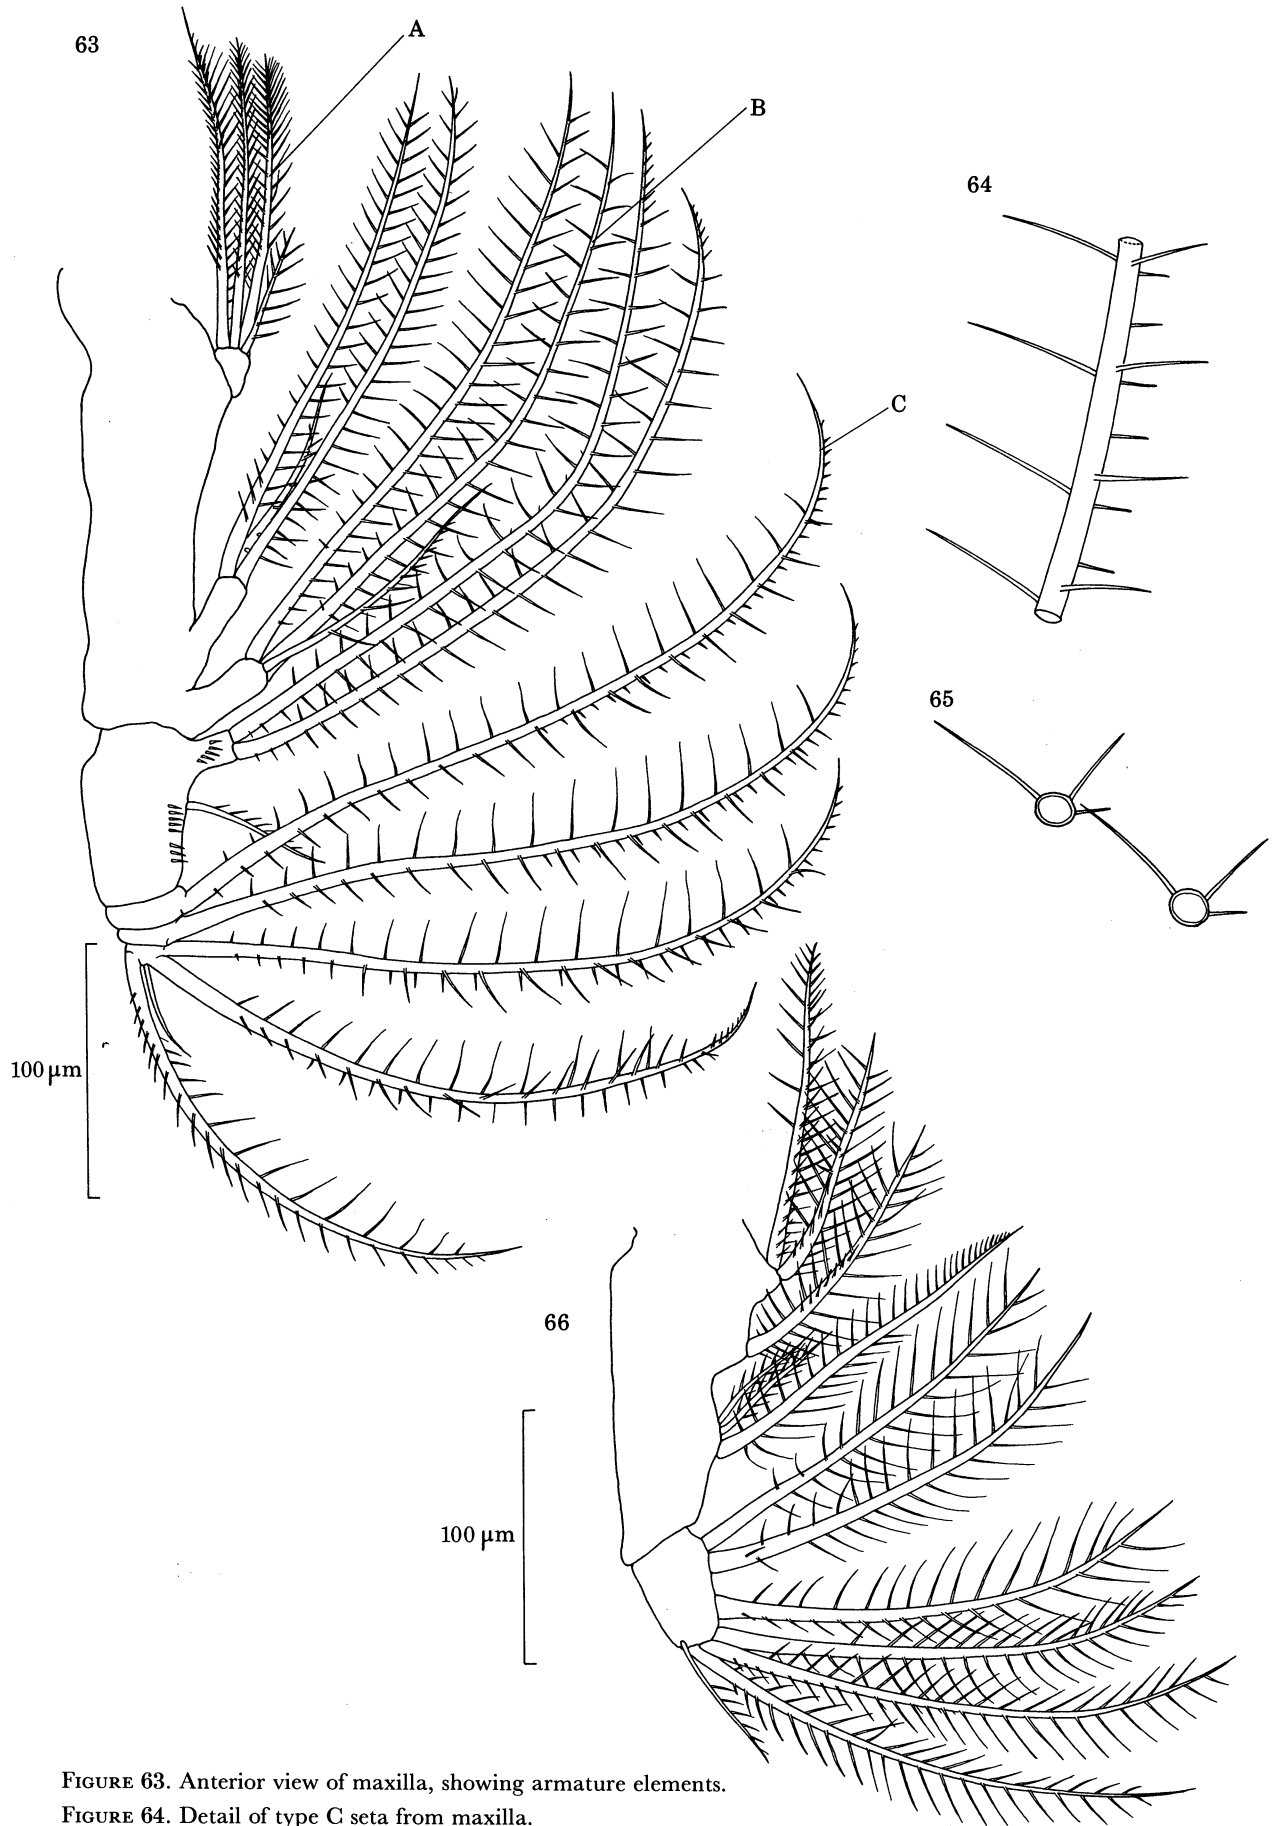 63
A
B
64
C
65
100 μm
66
100 μm
FIGURE 63. Anterior view of maxilla, showing armature elements.
FIGURE 64. Detail of type C seta from maxilla.